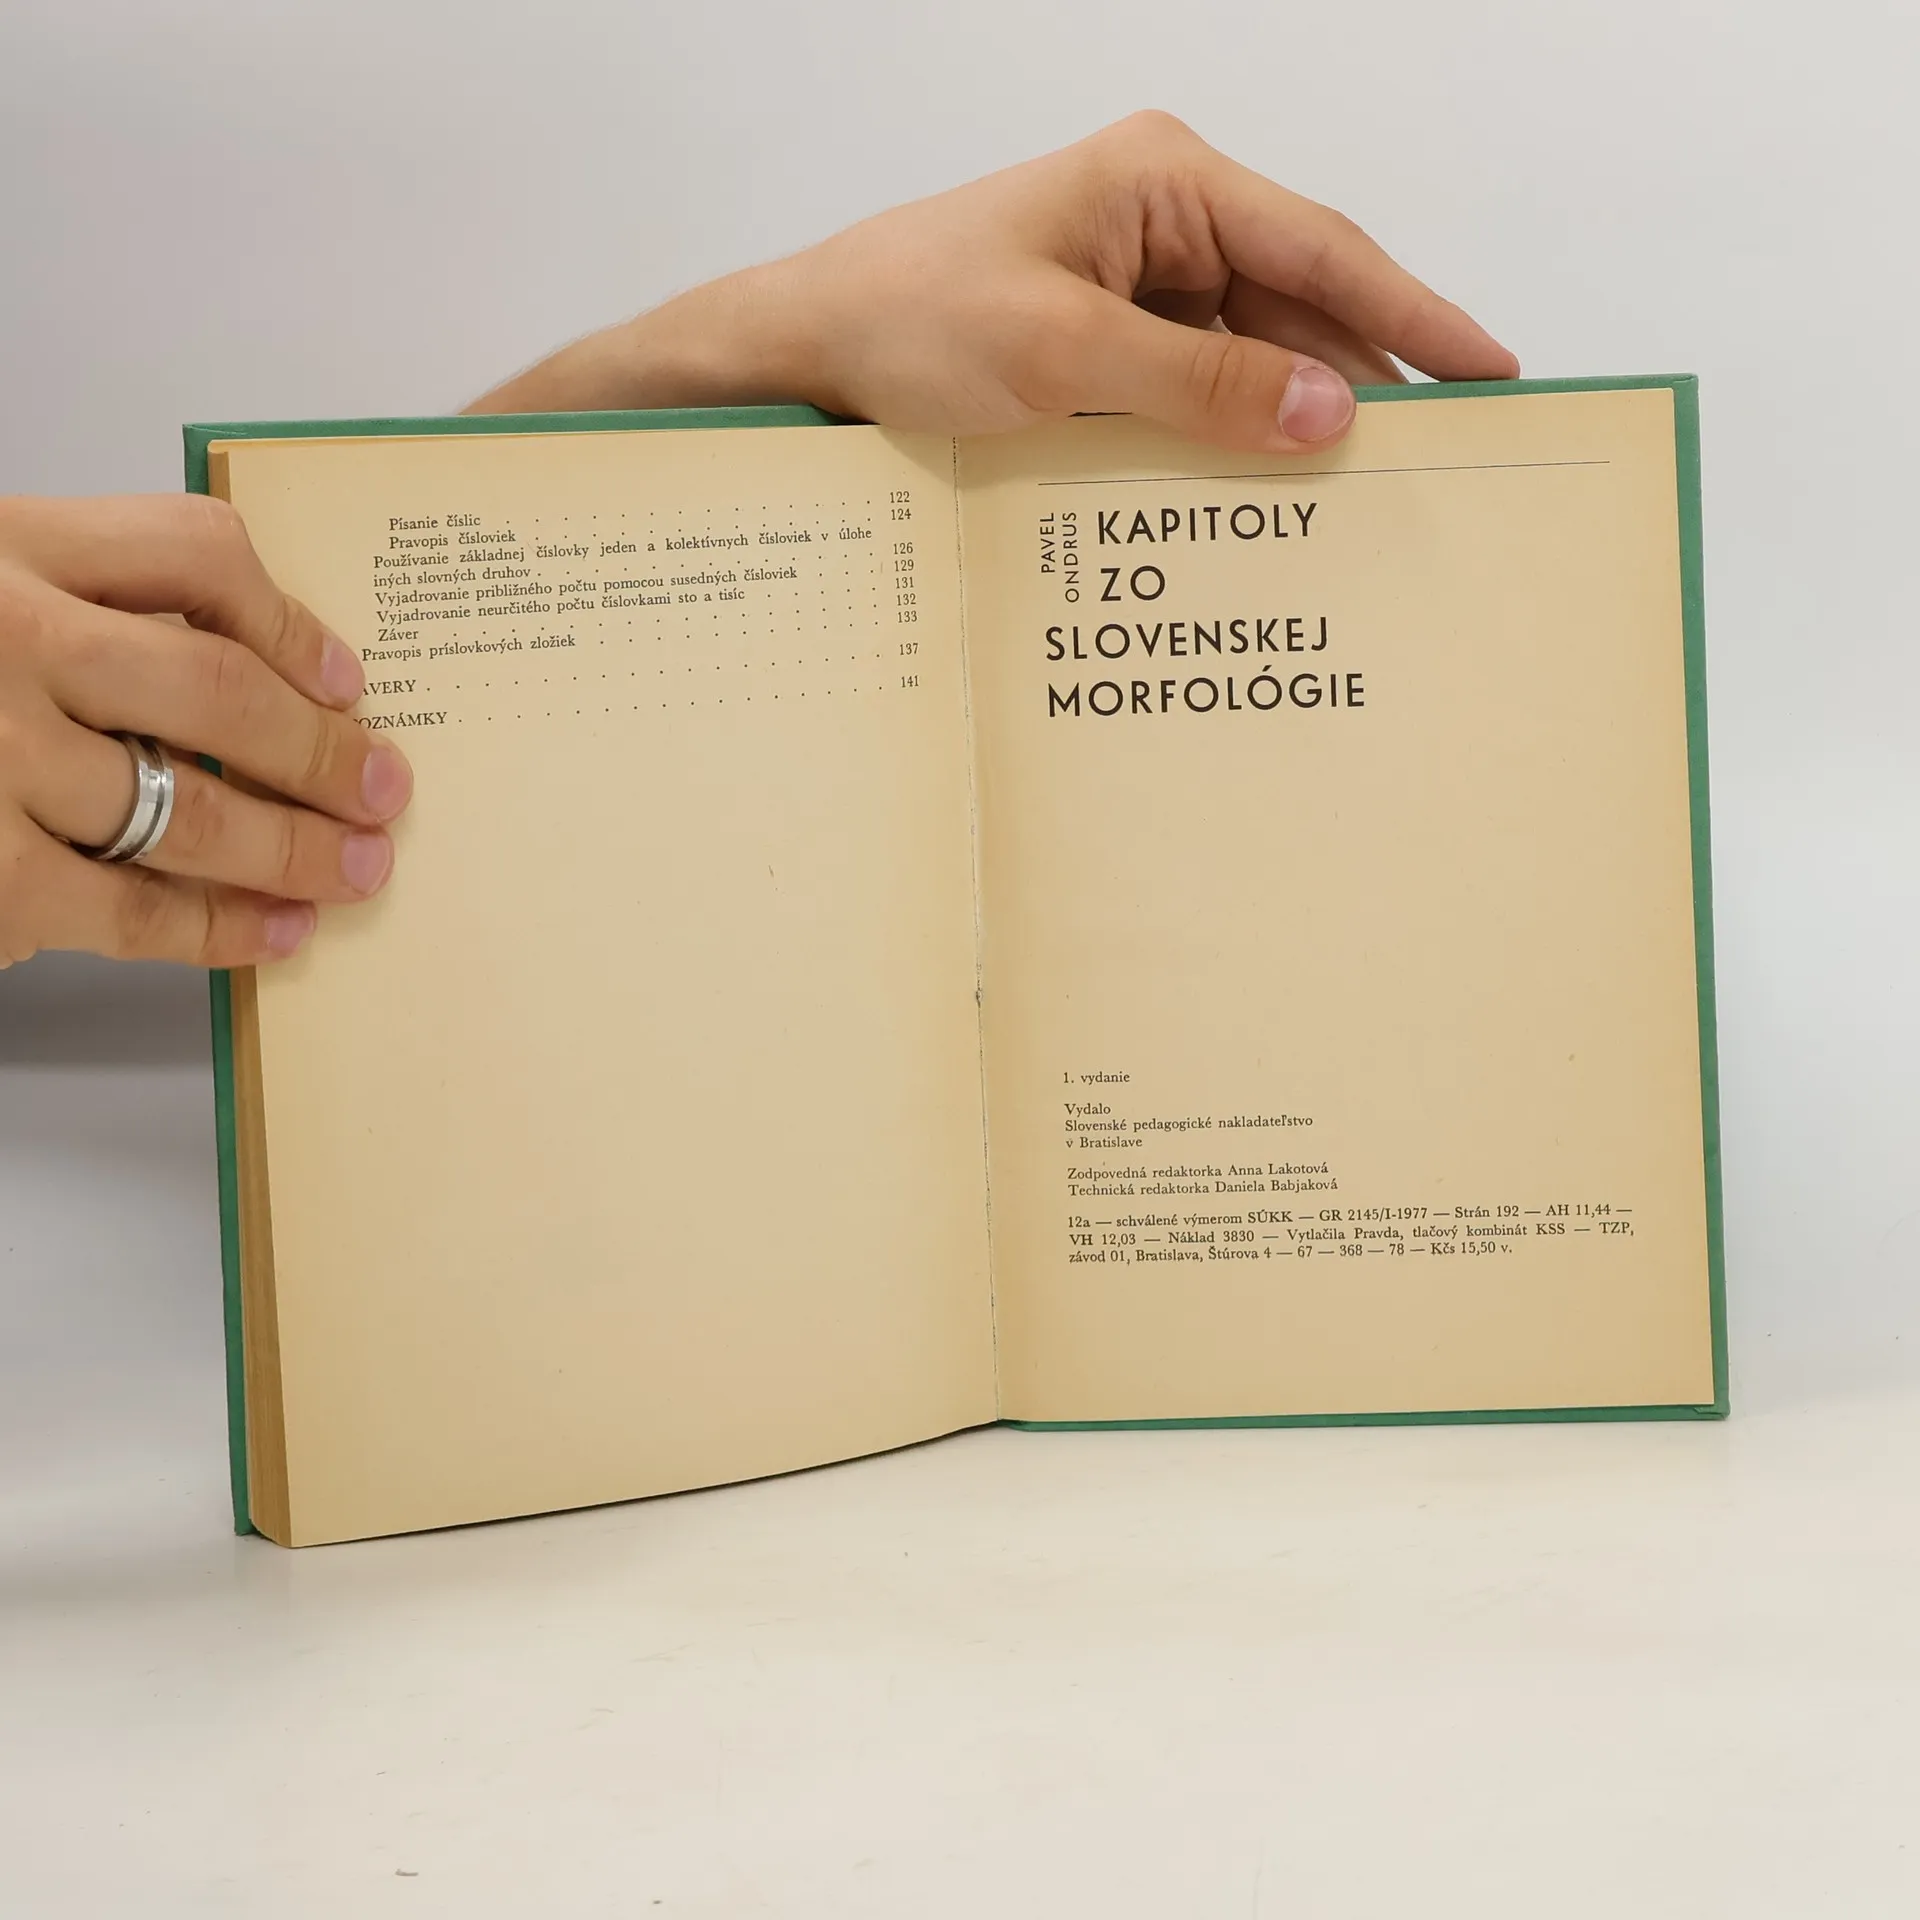 Písanie číslic . . . . . . . . . . . . . 122
Pravopis čísloviek . . . . . . . . . . . . 124
Používanie základnej číslovky jeden a kolektívnych čísloviek v úlohe
iných slovných druhov . . . . . . . . . . . . 126
Vyjadrovanie približného počtu pomocou susedných čísloviek . . . 129
Vyjadrovanie neurčitého počtu číslovkami sto a tisíc . . . . . 131
Záver . . . . . . . . . . . . . . . 132
Pravopis príslovkových zložiek . . . . . . . . . . 133
AVERY . . . . . . . . . . . . . . . . 137
OZNÁMKY . . . . . . . . . . . . . . . 141
PAVEL
ONDRUS
KAPITOLY
ZO
SLOVENSKEJ
MORFOLÓGIE
1. vydanie
Vydalo
Slovenské pedagogické nakladateľstvo
v Bratislave
Zodpovedná redaktorka Anna Lakotová
Technická redaktorka Daniela Babjaková
12a — schválené výmerom SÚKK — GR 2145/I-1977 — Strán 192 — AH 11,44 —
VH 12,03 — Náklad 3830 — Vytlačila Pravda, tlačový kombinát KSS — TZP,
závod 01, Bratislava, Štúrova 4 — 67 — 368 — 78 — Kčs 15,50 v.